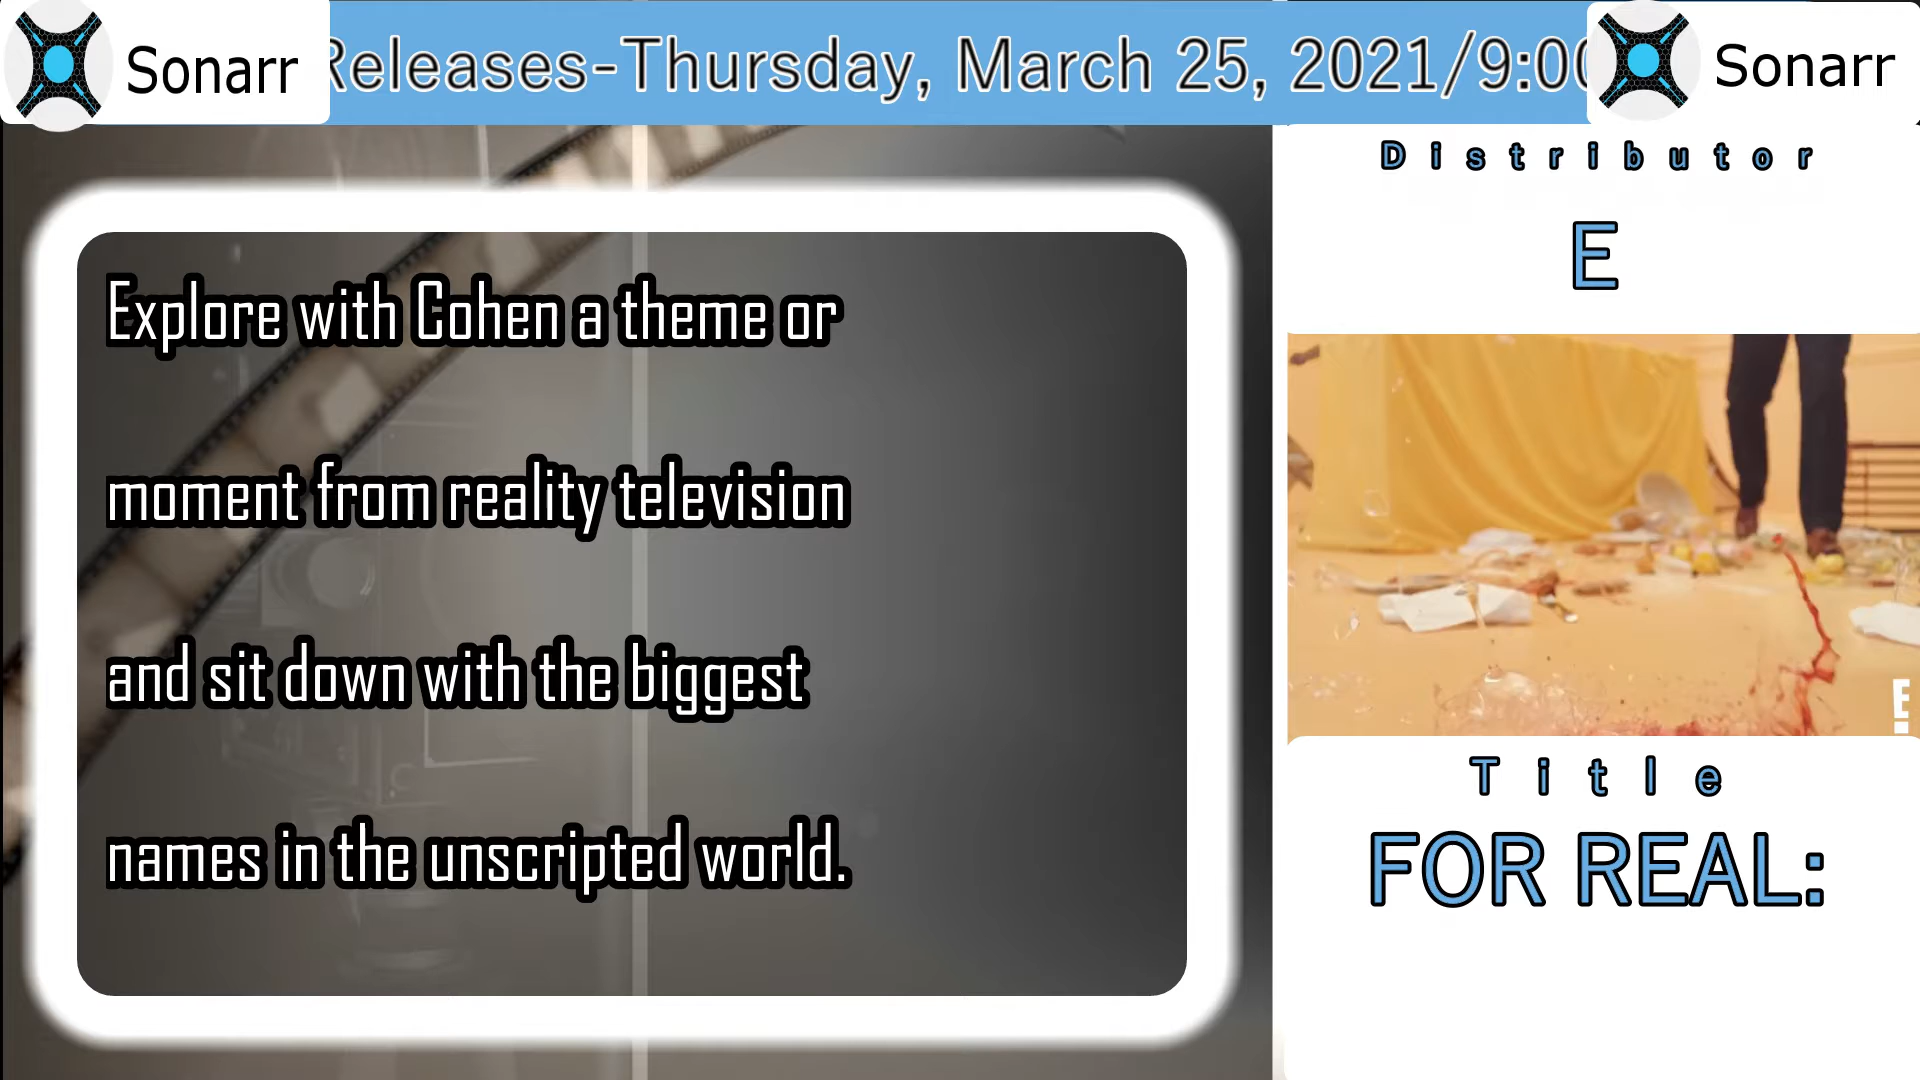 Sonarr
Releases-Thursday, March 25, 2021/9:00
Sonarr
Distributor
E
Explore with Cohen a theme or
moment from reality television
and sit down with the biggest
names in the unscripted world.
E!
Title
FOR REAL: